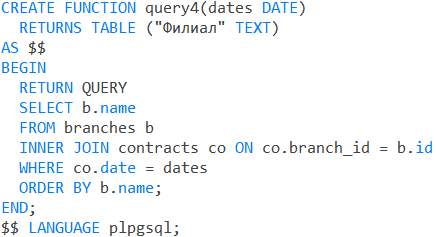 CREATE FUNCTION query4(dates DATE)
  RETURNS TABLE ("Филиал" TEXT)
AS $$
BEGIN
  RETURN QUERY
  SELECT b.name
  FROM branches b
  INNER JOIN contracts co ON co.branch_id = b.id
  WHERE co.date = dates
  ORDER BY b.name;
END;
$$ LANGUAGE plpgsql;